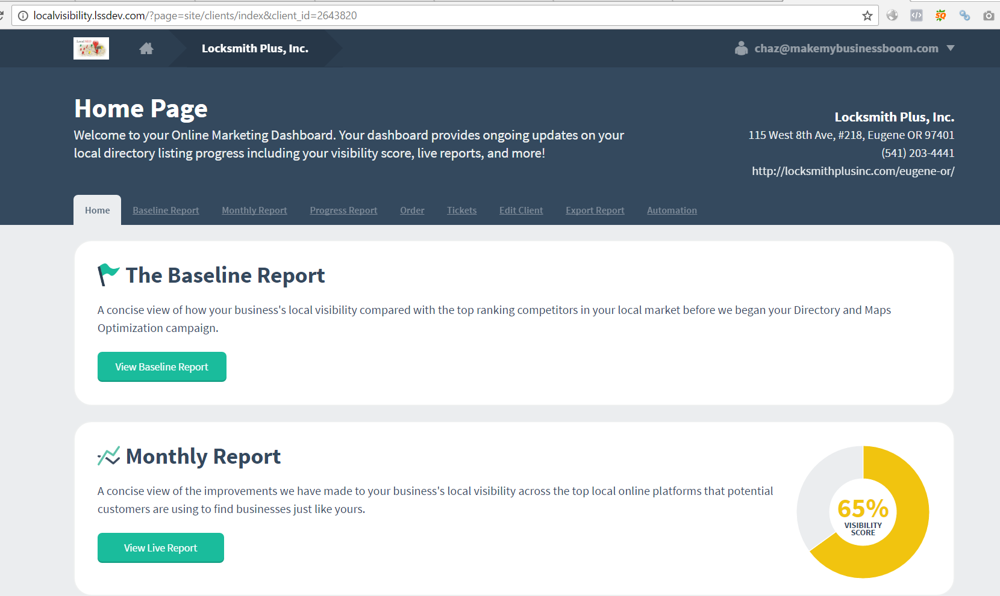 localvisibility.lssdev.com/?page=site/clients/index&client_id=2643820
Locksmith Plus, Inc.
chaz@makemybusinessboom.com
Home Page
Welcome to your Online Marketing Dashboard. Your dashboard provides ongoing updates on your
local directory listing progress including your visibility score, live reports, and more!
Locksmith Plus, Inc.
115 West 8th Ave, #218, Eugene OR 97401
(541) 203-4441
http://locksmithplusinc.com/eugene-or/
Home Baseline Report Monthly Report Progress Report Order Tickets Edit Client Export Report Automation
The Baseline Report
A concise view of how your business's local visibility compared with the top ranking competitors in your local market before we began your Directory and Maps
Optimization campaign.
View Baseline Report
Monthly Report
A concise view of the improvements we have made to your business's local visibility across the top local online platforms that potential
customers are using to find businesses just like yours.
View Live Report
65%
VISIBILITY
SCORE